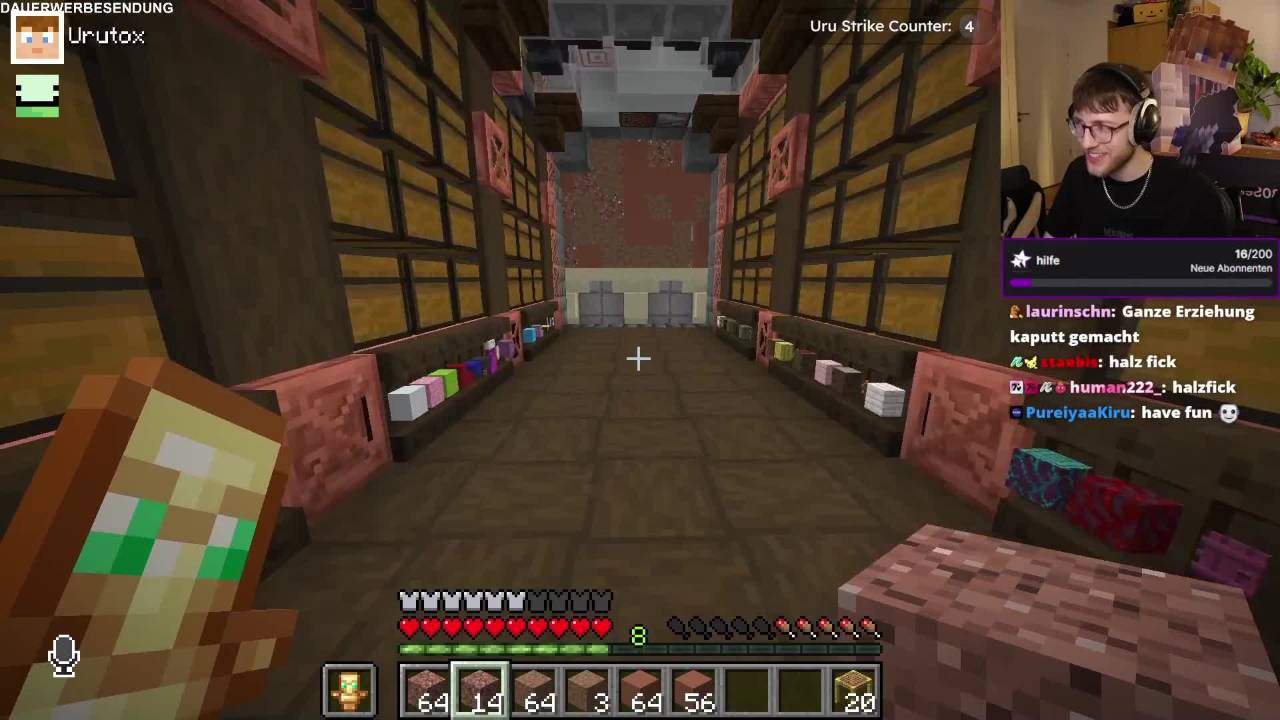 DAUERWERBESENDUNG
Urutox
Uru Strike Counter: 4
hilfe
16/200
Neue Abonnenten
laurinschn: Ganze Erziehung
kaputt gemacht
staebis: halz fick
human222_: halzfick
PureiyaaKiru: have fun
8
64 14 64 3 64 56 20